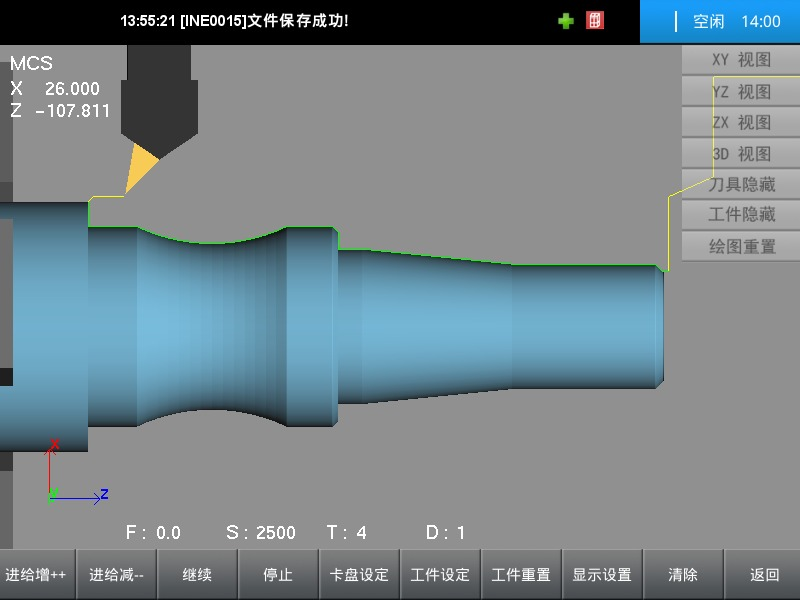 13:55:21 [INE0015]文件保存成功!
空闲 14:00
MCS
X 26.000
Z -107.811
XY 视图
YZ 视图
ZX 视图
3D 视图
刀具隐藏
工件隐藏
绘图重置
X
Z
F: 0.0 S: 2500 T: 4 D: 1
进给增++ 进给减-- 继续 停止 卡盘设定 工件设定 工件重置 显示设置 清除 返回